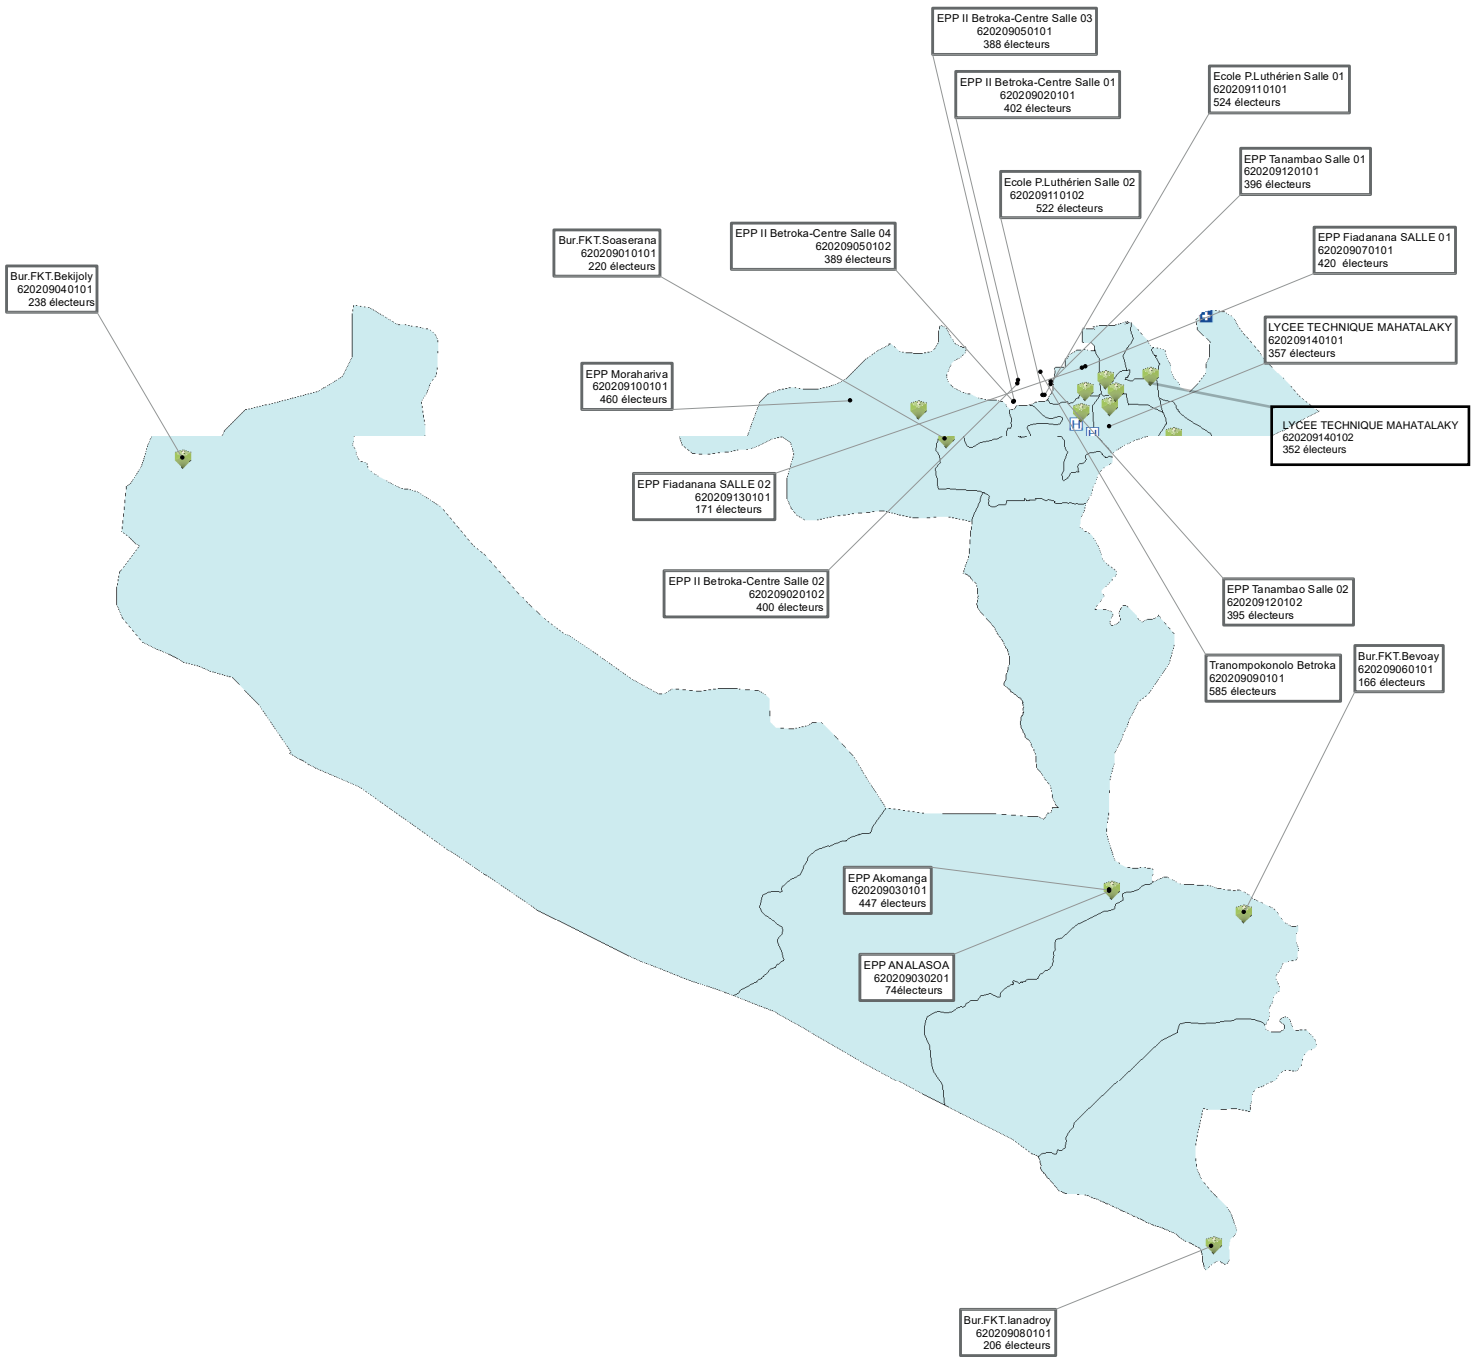 EPP II Betroka-Centre Salle 03
620209050101
388 électeurs
EPP II Betroka-Centre Salle 01
620209020101
402 électeurs
Ecole P.Luthérien Salle 01
620209110101
524 électeurs
EPP Tanambao Salle 01
620209120101
396 électeurs
Ecole P.Luthérien Salle 02
620209110102
522 électeurs
EPP II Betroka-Centre Salle 04
620209050102
389 électeurs
Bur.FKT.Soaserana
620209010101
220 électeurs
EPP Fiadanana SALLE 01
620209070101
420 électeurs
Bur.FKT.Bekijoly
620209040101
238 électeurs
LYCEE TECHNIQUE MAHATALAKY
620209140101
357 électeurs
EPP Morahariva
620209100101
460 électeurs
LYCEE TECHNIQUE MAHATALAKY
620209140102
352 électeurs
H
H
EPP Fiadanana SALLE 02
620209130101
171 électeurs
EPP II Betroka-Centre Salle 02
620209020102
400 électeurs
EPP Tanambao Salle 02
620209120102
395 électeurs
Tranompokonolo Betroka
620209090101
585 électeurs
Bur.FKT.Bevoay
620209060101
166 électeurs
EPP Akomanga
620209030101
447 électeurs
EPP ANALASOA
620209030201
74électeurs
Bur.FKT.Ianadroy
620209080101
206 électeurs